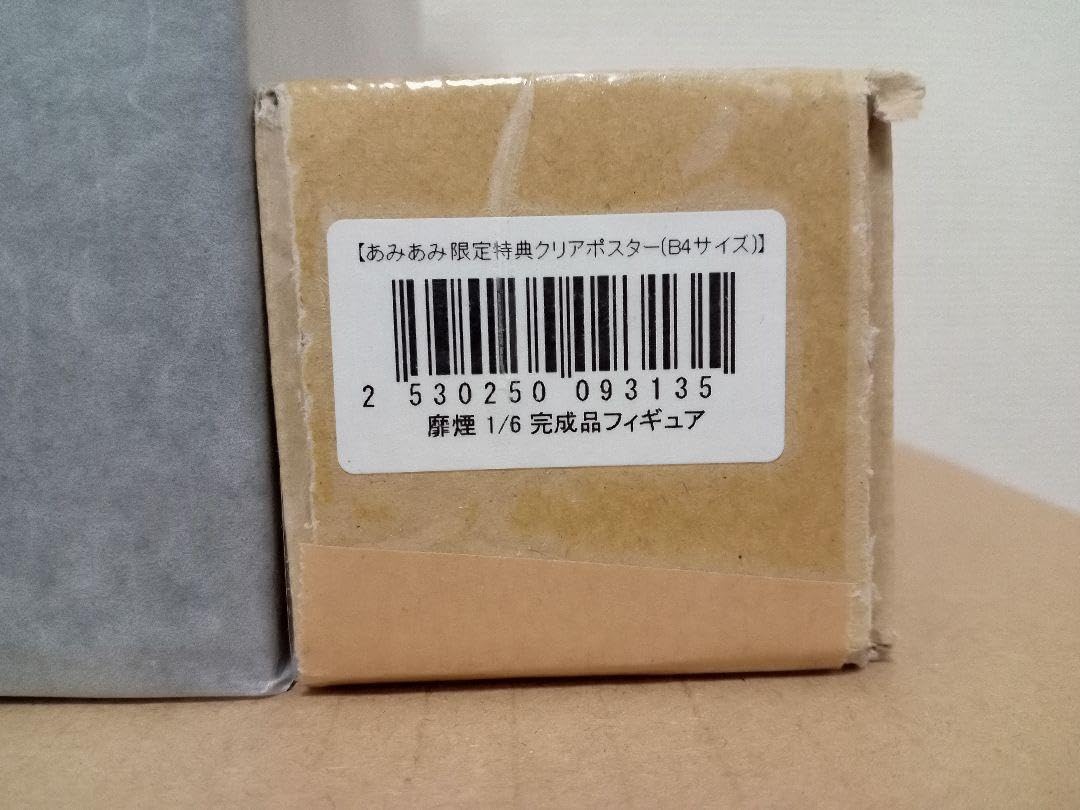 【あみあみ限定特典クリアポスター(B4サイズ)】
2 530250 093135
靡煙 1/6 完成品フィギュア